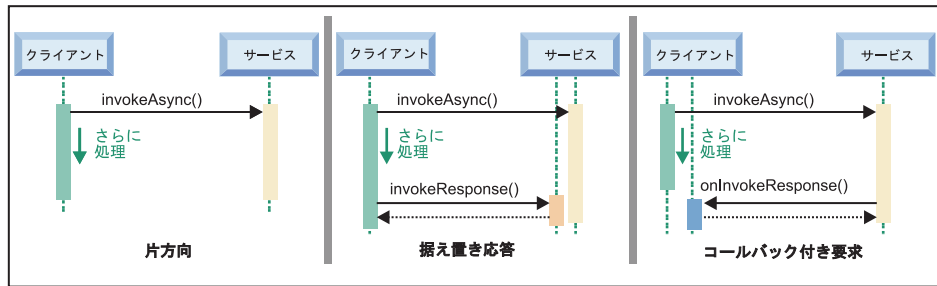 クライアント
サービス
invokeAsync()
さらに
処理
片方向
クライアント
サービス
invokeAsync()
さらに
処理
invokeResponse()
据え置き応答
クライアント
サービス
invokeAsync()
さらに
処理
onInvokeResponse()
コールバック付き要求